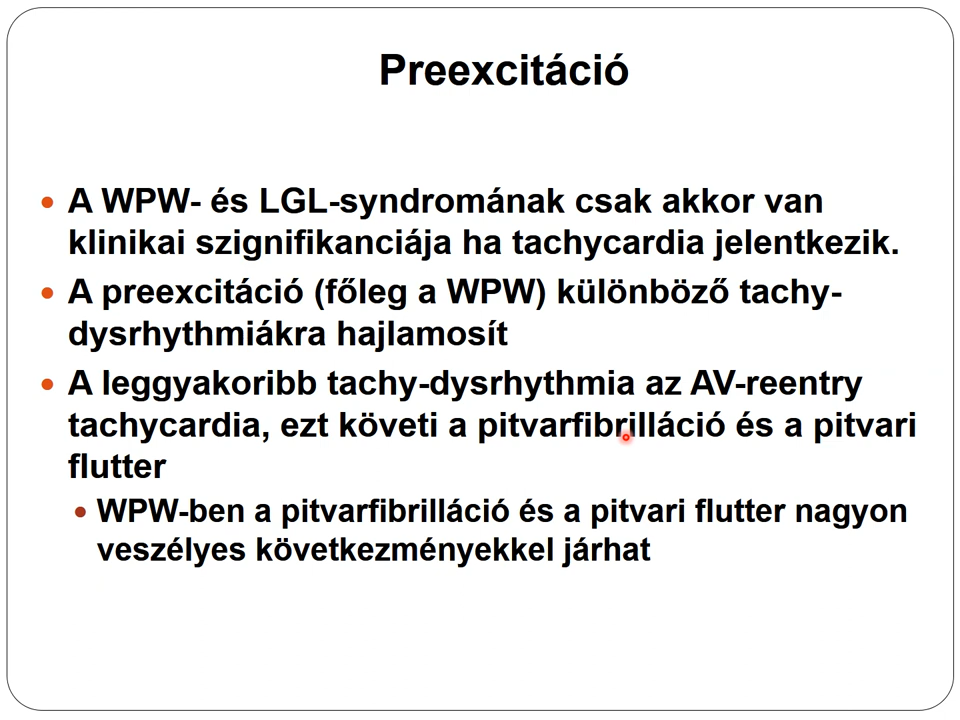 Preexcitáció
A WPW- és LGL-syndromának csak akkor van
klinikai szignifikanciája ha tachycardia jelentkezik.
A preexcitáció (főleg a WPW) különböző tachy-
dysrhythmiákra hajlamosít
A leggyakoribb tachy-dysrhythmia az AV-reentry
tachycardia, ezt követi a pitvarfibrilláció és a pitvari
flutter
WPW-ben a pitvarfibrilláció és a pitvari flutter nagyon
veszélyes következményekkel járhat